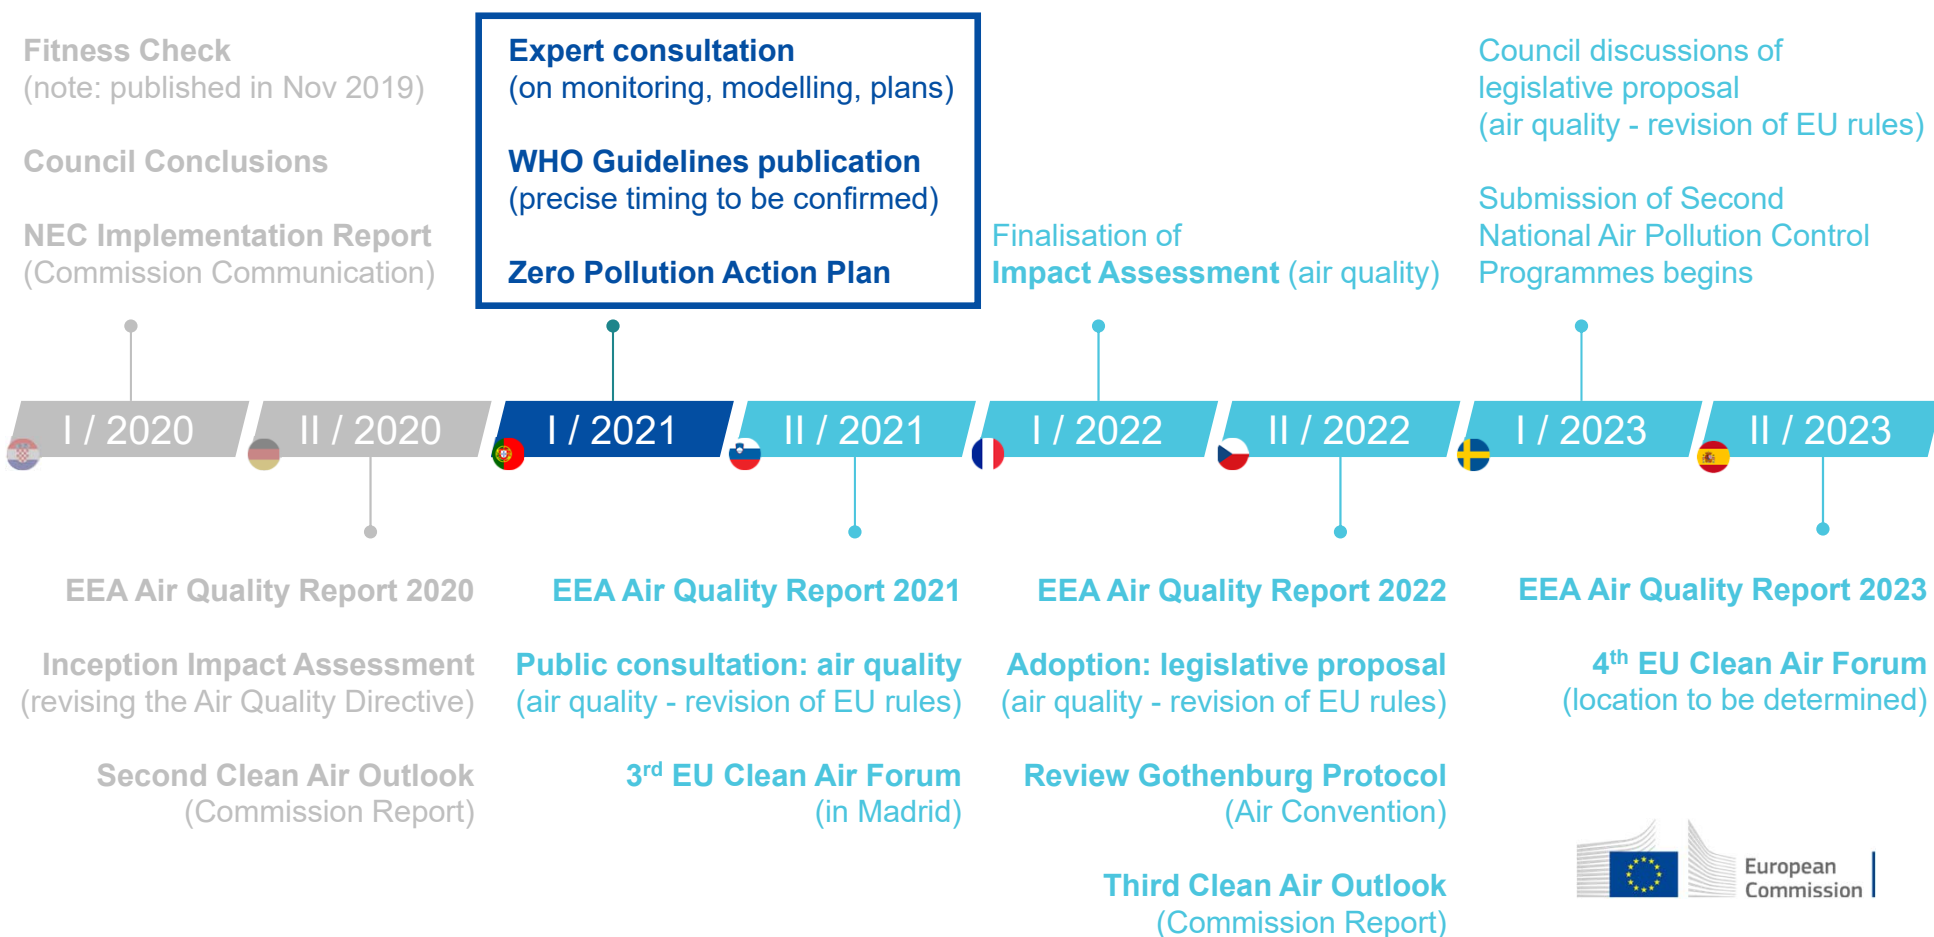 Fitness Check
(note: published in Nov 2019)
Council Conclusions
NEC Implementation Report
(Commission Communication)
Expert consultation
(on monitoring, modelling, plans)
WHO Guidelines publication
(precise timing to be confirmed)
Zero Pollution Action Plan
Finalisation of
Impact Assessment (air quality)
Council discussions of
legislative proposal
(air quality - revision of EU rules)
Submission of Second
National Air Pollution Control
Programmes begins
I / 2020
II / 2020
I / 2021
II / 2021
I / 2022
II / 2022
I / 2023
II / 2023
EEA Air Quality Report 2020
Inception Impact Assessment
(revising the Air Quality Directive)
Second Clean Air Outlook
(Commission Report)
EEA Air Quality Report 2021
Public consultation: air quality
(air quality - revision of EU rules)
3rd EU Clean Air Forum
(in Madrid)
EEA Air Quality Report 2022
Adoption: legislative proposal
(air quality - revision of EU rules)
Review Gothenburg Protocol
(Air Convention)
Third Clean Air Outlook
(Commission Report)
EEA Air Quality Report 2023
4th EU Clean Air Forum
(location to be determined)
European
Commission